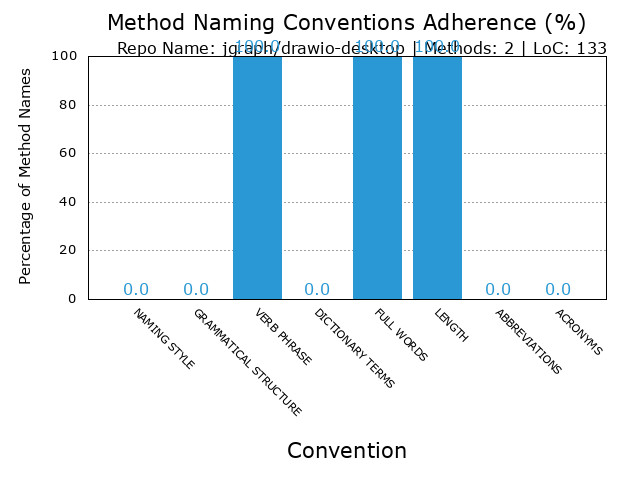 Method Naming Conventions Adherence (%)
Repo Name: jgraph/drawio-desktop | Methods: 2 | LoC: 133
100.0 100.0 100.0
Percentage of Method Names
100
80
60
40
20
0
0.0 0.0 0.0 0.0 0.0
NAMING STYLE
GRAMMATICAL STRUCTURE
VERB PHRASE
DICTIONARY TERMS
FULL WORDS
LENGTH
ABBREVIATIONS
ACRONYMS
Convention